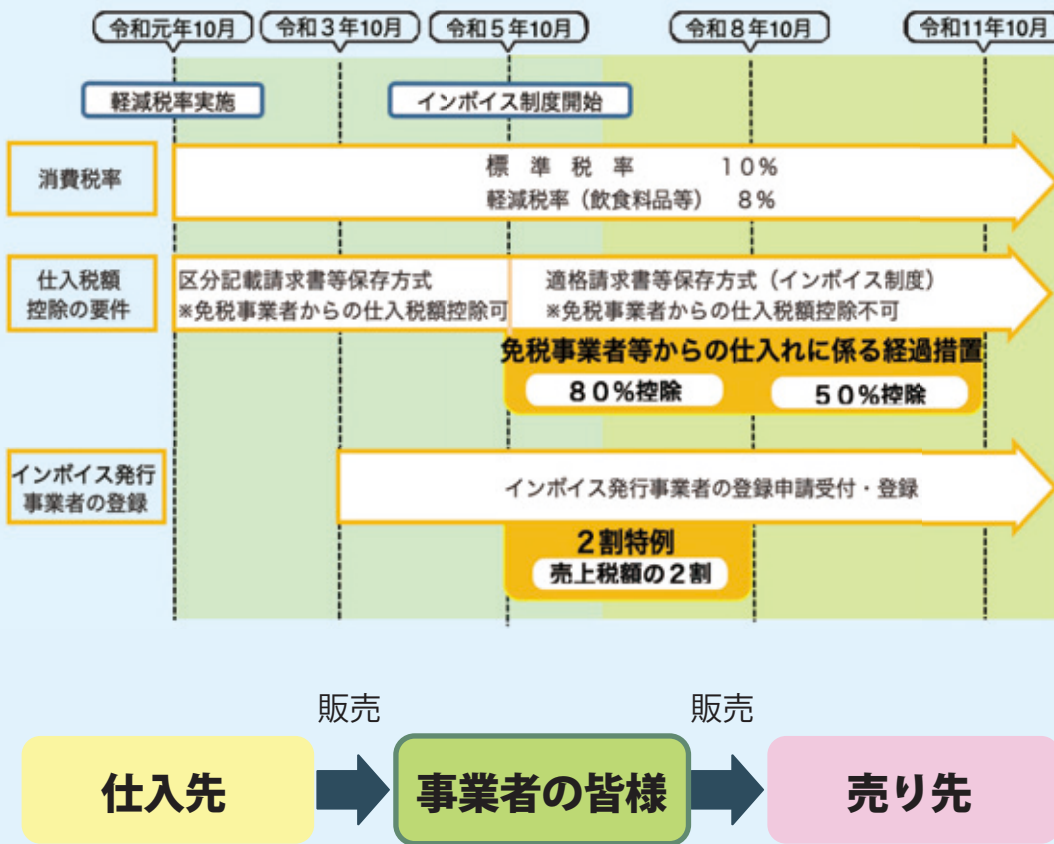 令和元年10月
令和3年10月
令和5年10月
令和8年10月
令和11年10月
軽減税率実施
インボイス制度開始
消費税率
標準税率 10%
軽減税率（飲食料品等） 8%
仕入税額
控除の要件
区分記載請求書等保存方式
※免税事業者からの仕入税額控除可
適格請求書等保存方式（インボイス制度）
※免税事業者からの仕入税額控除不可
免税事業者等からの仕入れに係る経過措置
80%控除
50%控除
インボイス発行
事業者の登録
インボイス発行事業者の登録申請受付・登録
2割特例
売上税額の2割
販売
販売
仕入先
事業者の皆様
売り先